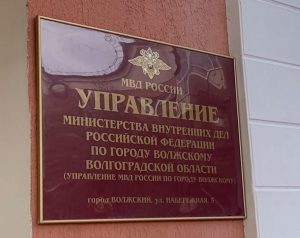 МВД РОССИИ
УПРАВЛЕНИЕ
МИНИСТЕРСТВА ВНУТРЕННИХ ДЕЛ
РОССИЙСКОЙ ФЕДЕРАЦИИ
ПО ГОРОДУ ВОЛЖСКОМУ
ВОЛГОГРАДСКОЙ ОБЛАСТИ
(УПРАВЛЕНИЕ МВД РОССИИ ПО ГОРОДУ ВОЛЖСКОМУ)
город ВОЛЖСКИЙ, ул. НАБЕРЕЖНАЯ, 5